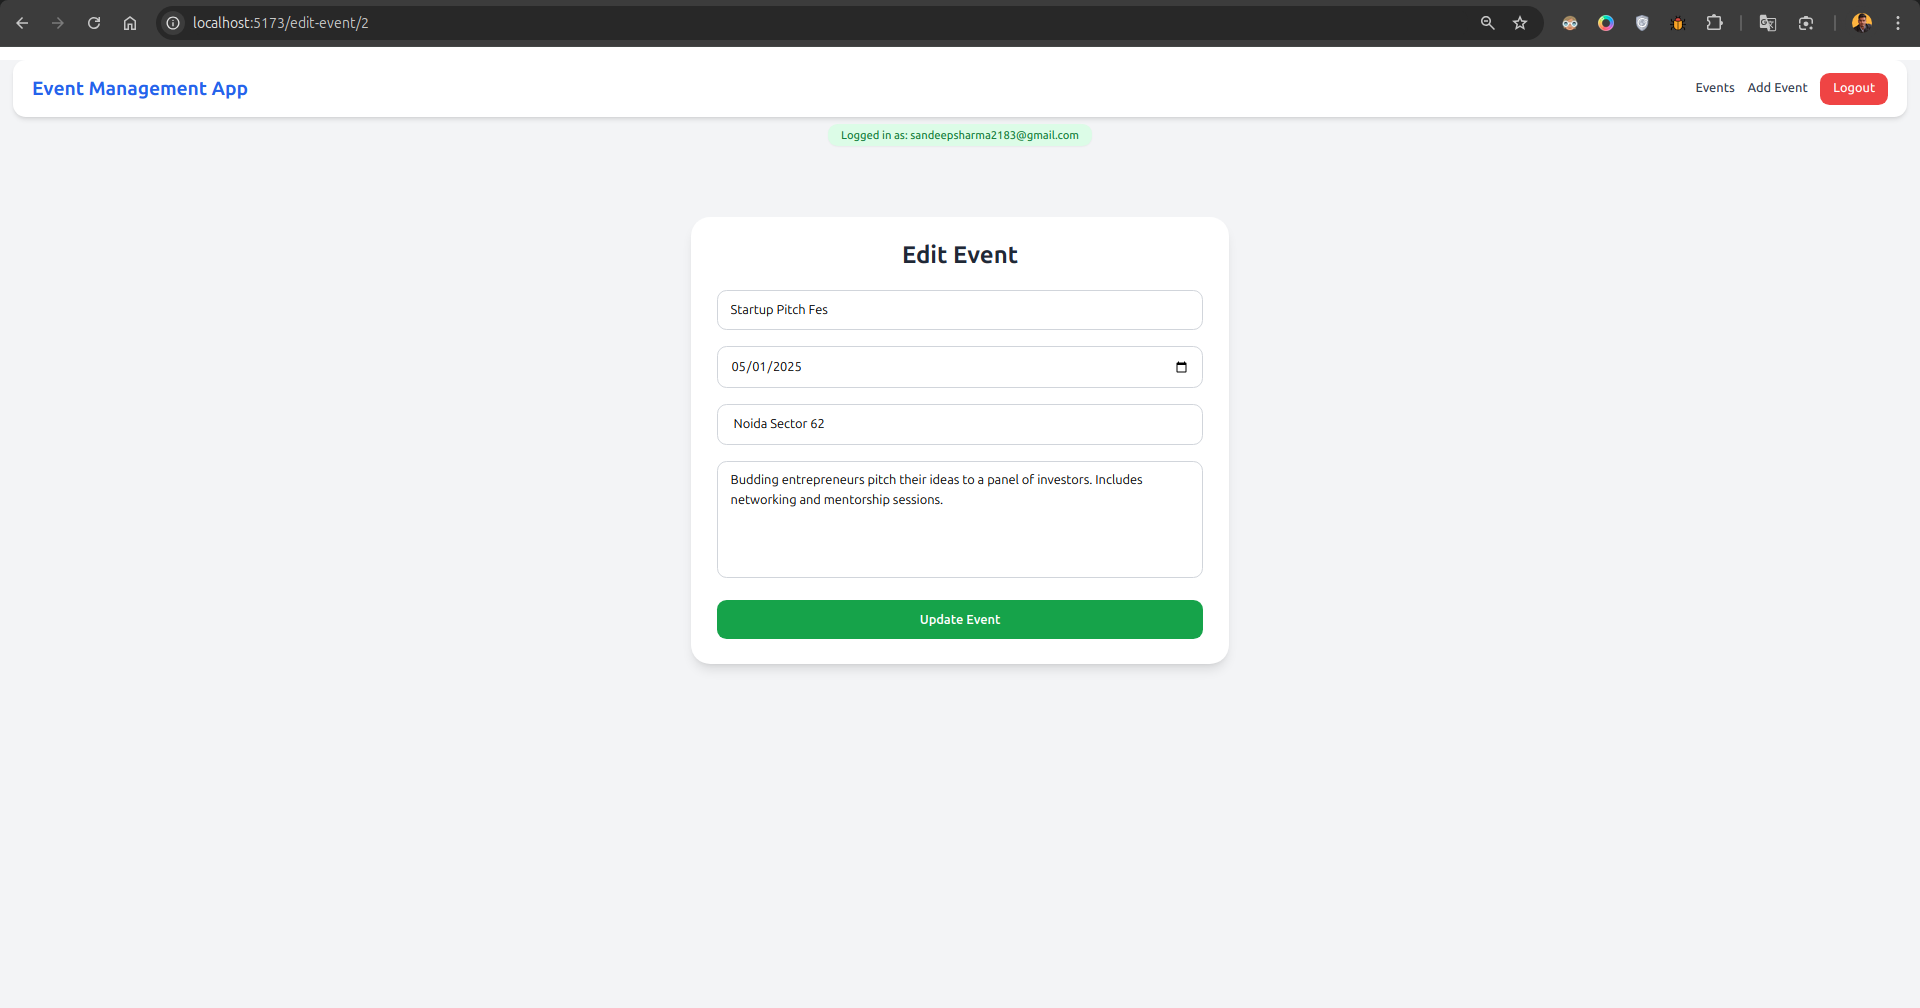 localhost:5173/edit-event/2
Event Management App
Events Add Event Logout
Logged in as: sandeepsharma2183@gmail.com
Edit Event
Startup Pitch Fes
05/01/2025
Noida Sector 62
Budding entrepreneurs pitch their ideas to a panel of investors. Includes
networking and mentorship sessions.
Update Event